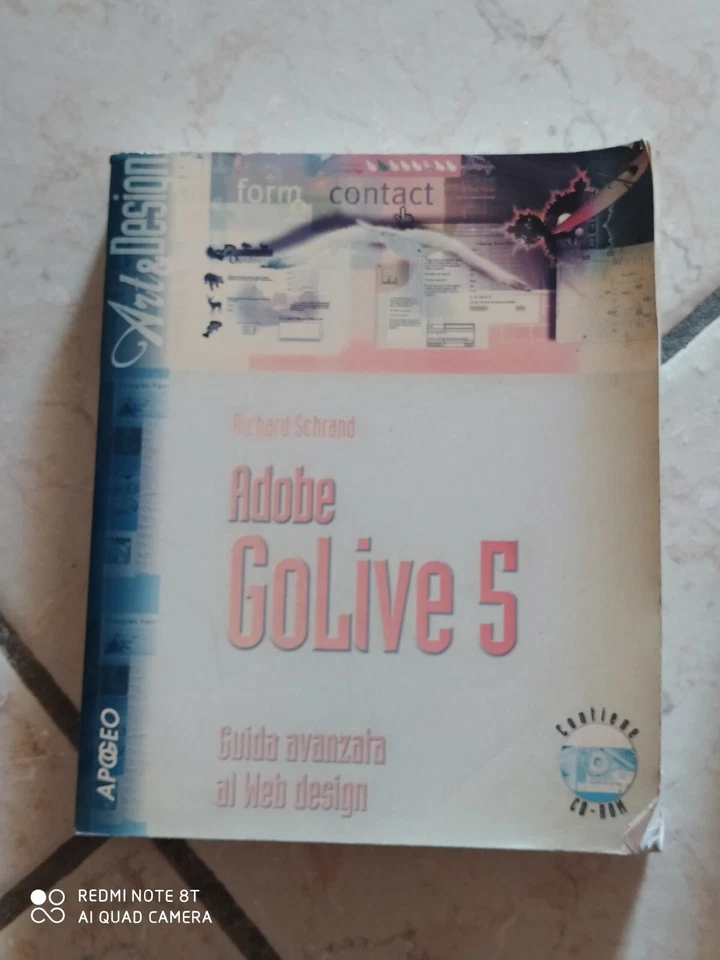 Art & Design
form
contact
E
Richard Schrand
Adobe
GoLive 5
Guida avanzata
al Web design
APOGEO
Contiene
CD-ROM
REDMI NOTE 8T
AI QUAD CAMERA